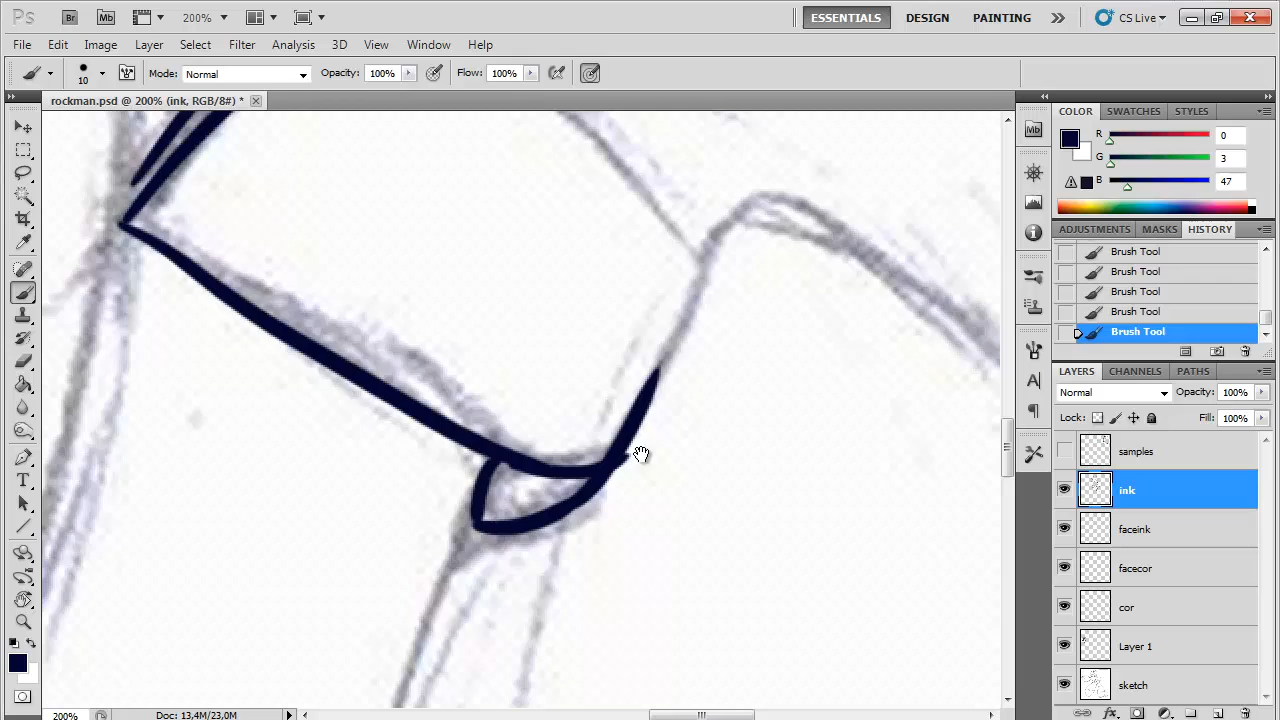 Ps Br Mb 200% ESSENTIALS DESIGN PAINTING CS Live
File Edit Image Layer Select Filter Analysis 3D View Window Help
10 Mode: Normal Opacity: 100% Flow: 100%
rockman.psd @ 200% (ink, RGB/8#) *
COLOR SWATCHES STYLES
R 0
G 3
B 47
ADJUSTMENTS MASKS HISTORY
Brush Tool
Brush Tool
Brush Tool
Brush Tool
Brush Tool
LAYERS CHANNELS PATHS
Normal Opacity: 100%
Lock: Fill: 100%
samples
ink
faceink
facecor
cor
Layer 1
sketch
200% Doc: 13,4M/23,0M